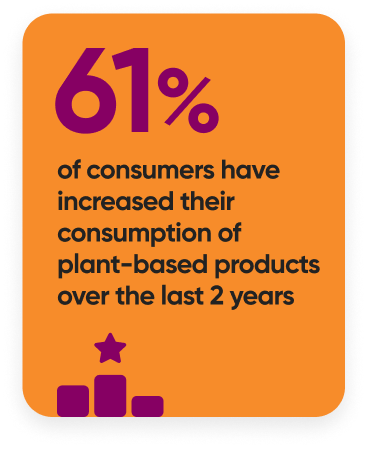 61%
of consumers have
increased their
consumption of
plant-based products
over the last 2 years